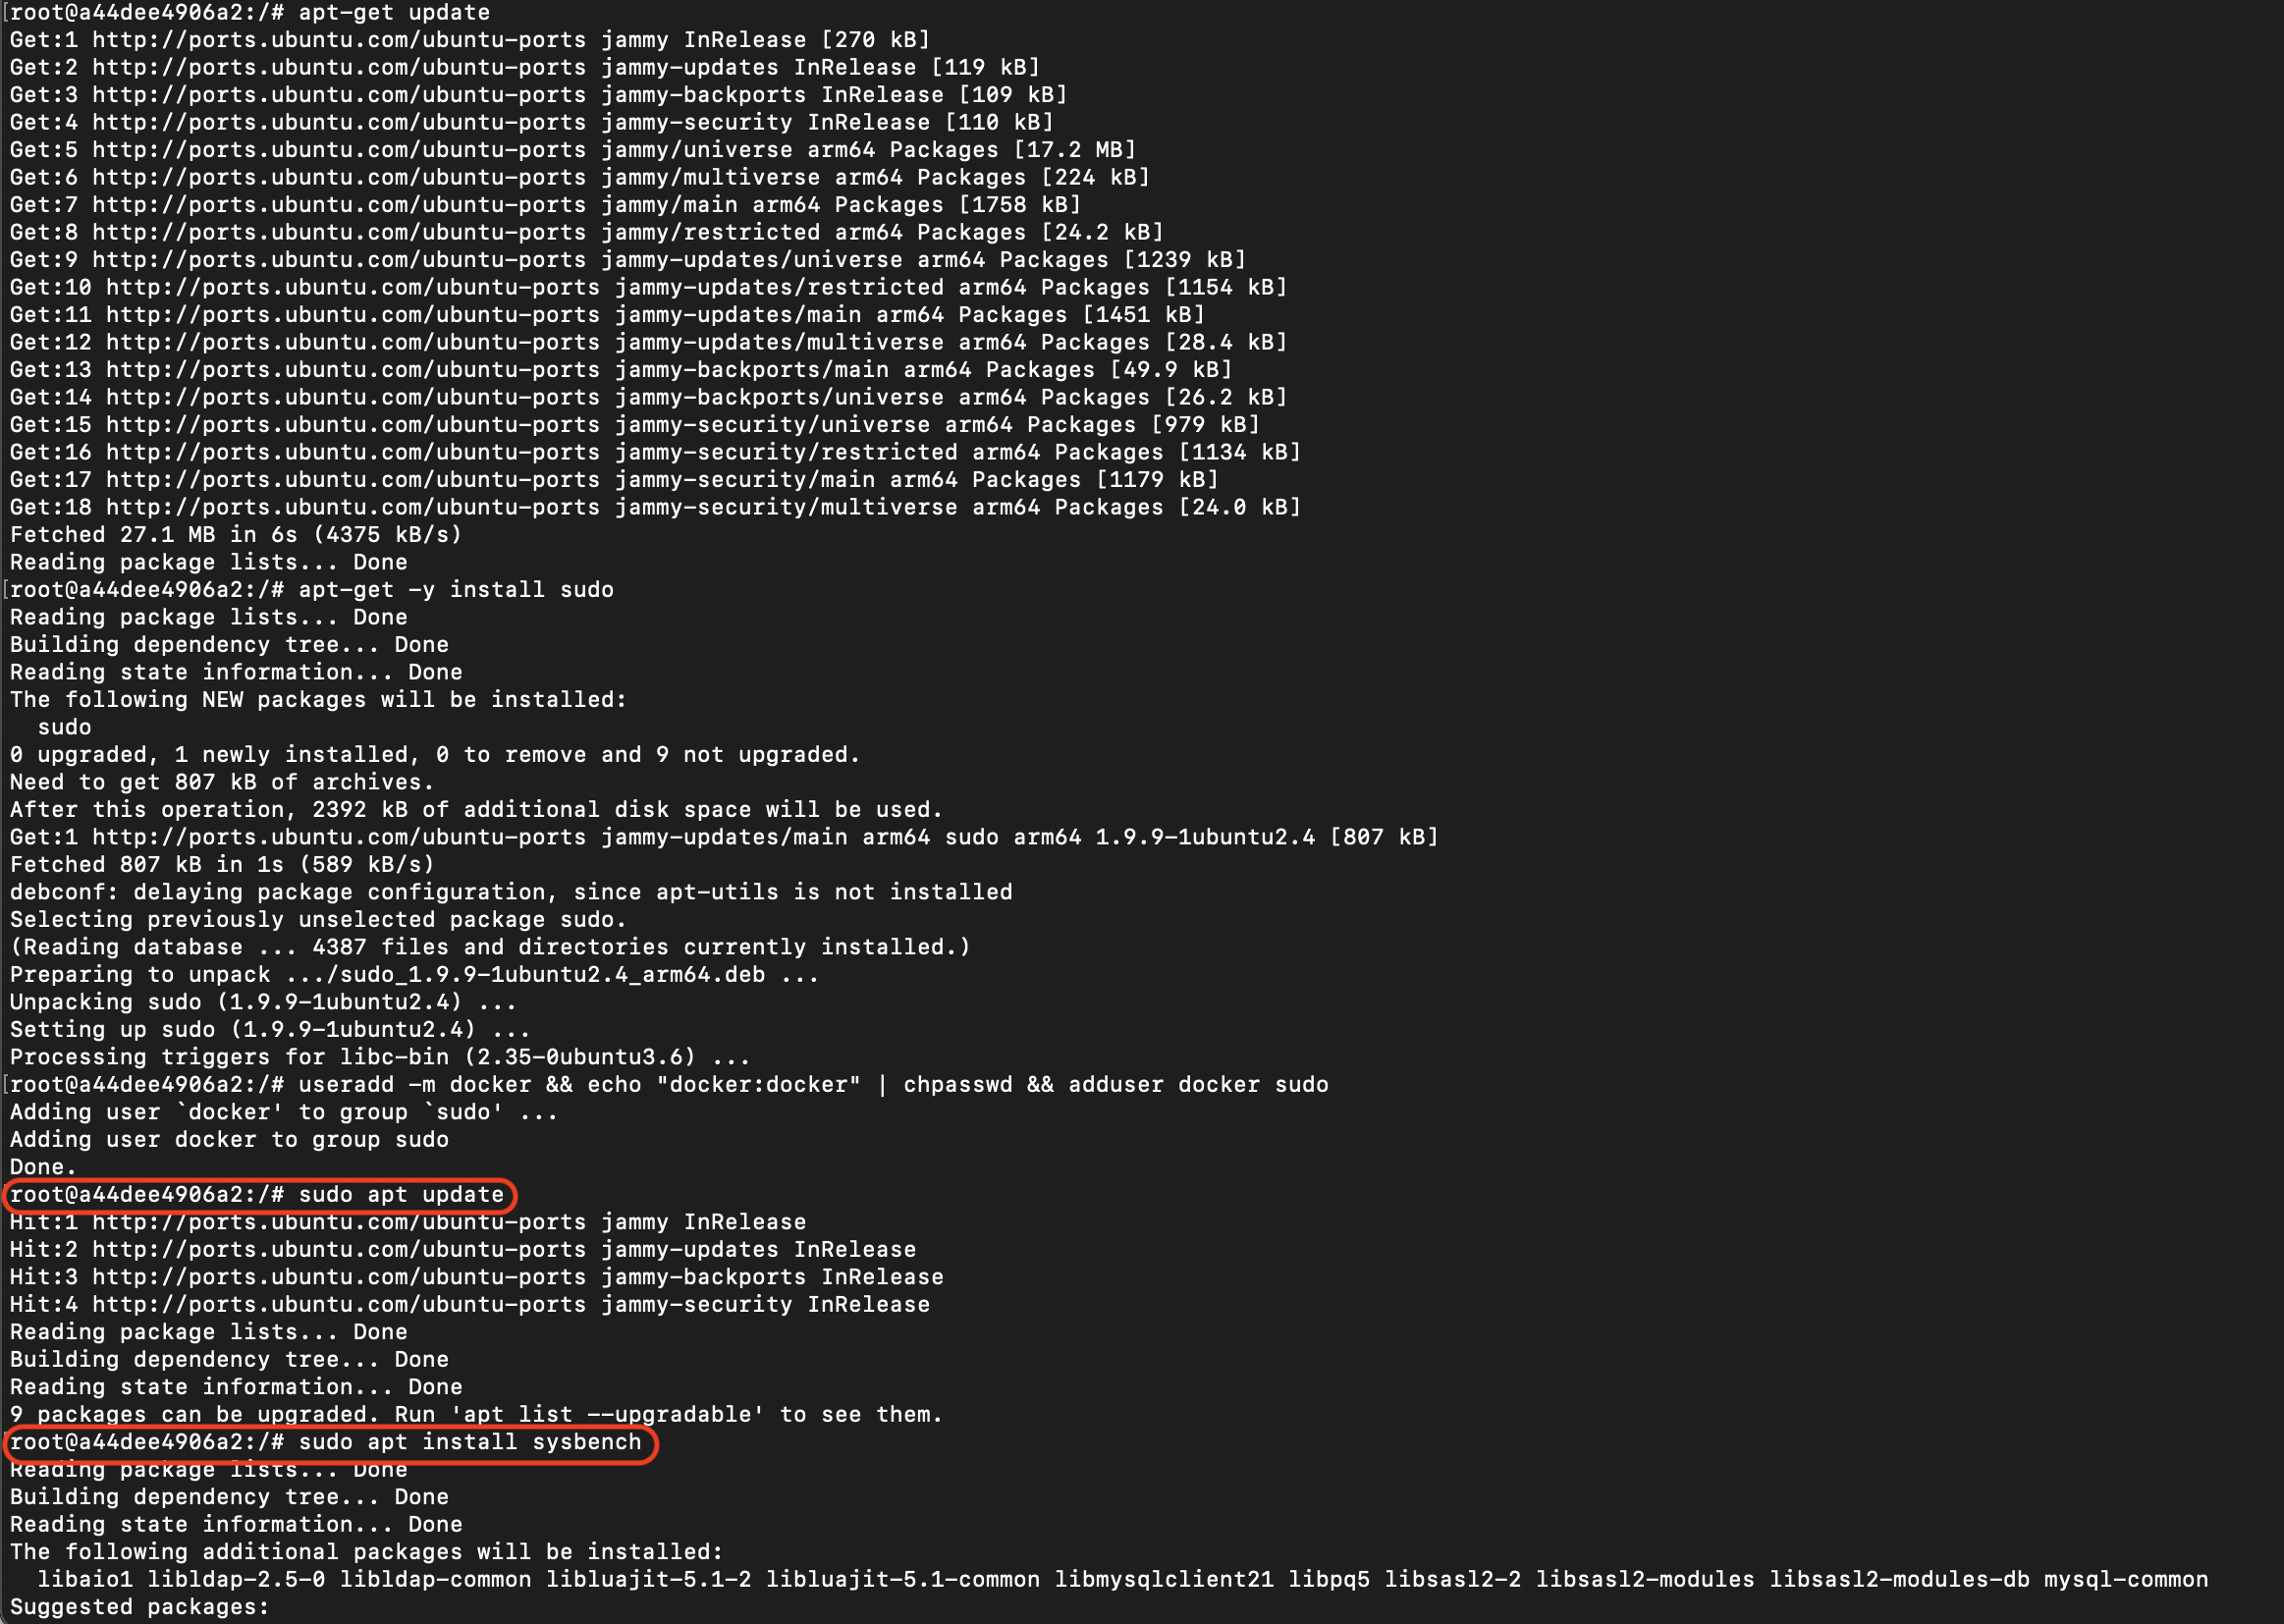 [root@a44dee4906a2:/# apt-get update
Get:1 http://ports.ubuntu.com/ubuntu-ports jammy InRelease [270 kB]
Get:2 http://ports.ubuntu.com/ubuntu-ports jammy-updates InRelease [119 kB]
Get:3 http://ports.ubuntu.com/ubuntu-ports jammy-backports InRelease [109 kB]
Get:4 http://ports.ubuntu.com/ubuntu-ports jammy-security InRelease [110 kB]
Get:5 http://ports.ubuntu.com/ubuntu-ports jammy/universe arm64 Packages [17.2 MB]
Get:6 http://ports.ubuntu.com/ubuntu-ports jammy/multiverse arm64 Packages [224 kB]
Get:7 http://ports.ubuntu.com/ubuntu-ports jammy/main arm64 Packages [1758 kB]
Get:8 http://ports.ubuntu.com/ubuntu-ports jammy/restricted arm64 Packages [24.2 kB]
Get:9 http://ports.ubuntu.com/ubuntu-ports jammy-updates/universe arm64 Packages [1239 kB]
Get:10 http://ports.ubuntu.com/ubuntu-ports jammy-updates/restricted arm64 Packages [1154 kB]
Get:11 http://ports.ubuntu.com/ubuntu-ports jammy-updates/main arm64 Packages [1451 kB]
Get:12 http://ports.ubuntu.com/ubuntu-ports jammy-updates/multiverse arm64 Packages [28.4 kB]
Get:13 http://ports.ubuntu.com/ubuntu-ports jammy-backports/main arm64 Packages [49.9 kB]
Get:14 http://ports.ubuntu.com/ubuntu-ports jammy-backports/universe arm64 Packages [26.2 kB]
Get:15 http://ports.ubuntu.com/ubuntu-ports jammy-security/universe arm64 Packages [979 kB]
Get:16 http://ports.ubuntu.com/ubuntu-ports jammy-security/restricted arm64 Packages [1134 kB]
Get:17 http://ports.ubuntu.com/ubuntu-ports jammy-security/main arm64 Packages [1179 kB]
Get:18 http://ports.ubuntu.com/ubuntu-ports jammy-security/multiverse arm64 Packages [24.0 kB]
Fetched 27.1 MB in 6s (4375 kB/s)
Reading package lists... Done
[root@a44dee4906a2:/# apt-get -y install sudo
Reading package lists... Done
Building dependency tree... Done
Reading state information... Done
The following NEW packages will be installed:
  sudo
0 upgraded, 1 newly installed, 0 to remove and 9 not upgraded.
Need to get 807 kB of archives.
After this operation, 2392 kB of additional disk space will be used.
Get:1 http://ports.ubuntu.com/ubuntu-ports jammy-updates/main arm64 sudo arm64 1.9.9-1ubuntu2.4 [807 kB]
Fetched 807 kB in 1s (589 kB/s)
debconf: delaying package configuration, since apt-utils is not installed
Selecting previously unselected package sudo.
(Reading database ... 4387 files and directories currently installed.)
Preparing to unpack .../sudo_1.9.9-1ubuntu2.4_arm64.deb ...
Unpacking sudo (1.9.9-1ubuntu2.4) ...
Setting up sudo (1.9.9-1ubuntu2.4) ...
Processing triggers for libc-bin (2.35-0ubuntu3.6) ...
[root@a44dee4906a2:/# useradd -m docker && echo "docker:docker" | chpasswd && adduser docker sudo
Adding user `docker' to group `sudo' ...
Adding user docker to group sudo
Done.
root@a44dee4906a2:/# sudo apt update
Hit:1 http://ports.ubuntu.com/ubuntu-ports jammy InRelease
Hit:2 http://ports.ubuntu.com/ubuntu-ports jammy-updates InRelease
Hit:3 http://ports.ubuntu.com/ubuntu-ports jammy-backports InRelease
Hit:4 http://ports.ubuntu.com/ubuntu-ports jammy-security InRelease
Reading package lists... Done
Building dependency tree... Done
Reading state information... Done
9 packages can be upgraded. Run 'apt list --upgradable' to see them.
root@a44dee4906a2:/# sudo apt install sysbench
Reading package lists... Done
Building dependency tree... Done
Reading state information... Done
The following additional packages will be installed:
  libaio1 libldap-2.5-0 libldap-common libluajit-5.1-2 libluajit-5.1-common libmysqlclient21 libpq5 libsasl2-2 libsasl2-modules libsasl2-modules-db mysql-common
Suggested packages: